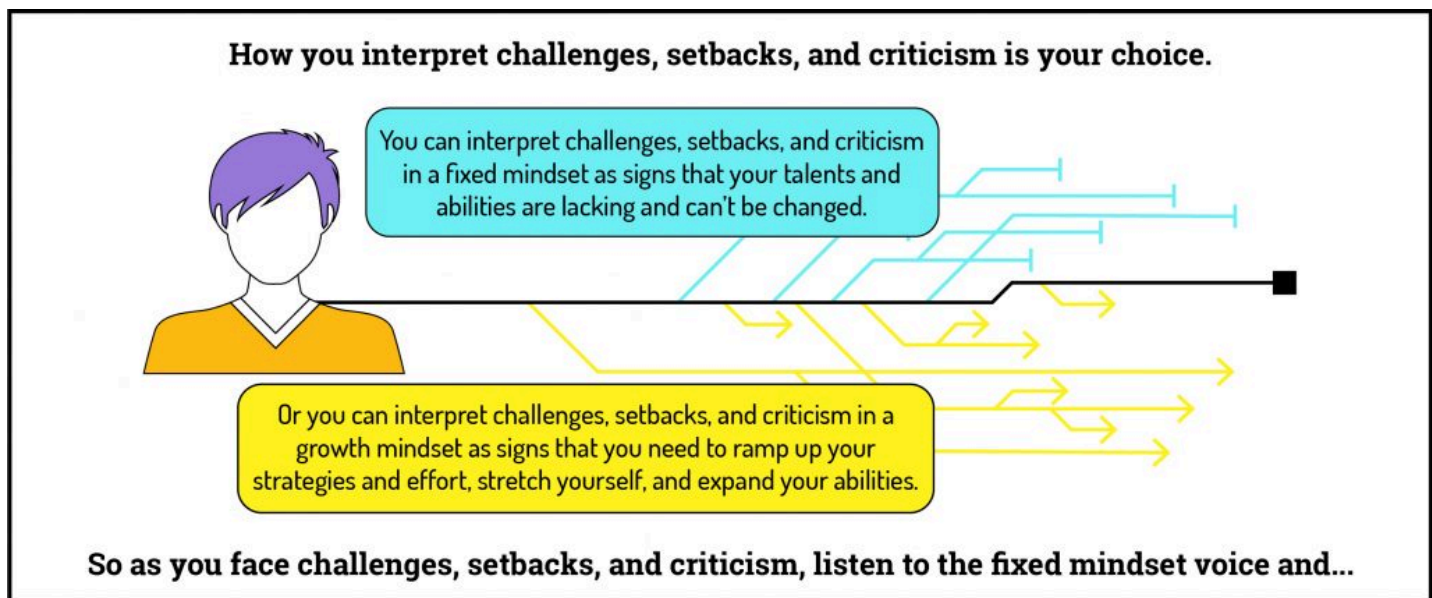 How you interpret challenges, setbacks, and criticism is your choice.
You can interpret challenges, setbacks, and criticism
in a fixed mindset as signs that your talents and
abilities are lacking and can't be changed.
Or you can interpret challenges, setbacks, and criticism in a
growth mindset as signs that you need to ramp up your
strategies and effort, stretch yourself, and expand your abilities.
So as you face challenges, setbacks, and criticism, listen to the fixed mindset voice and...